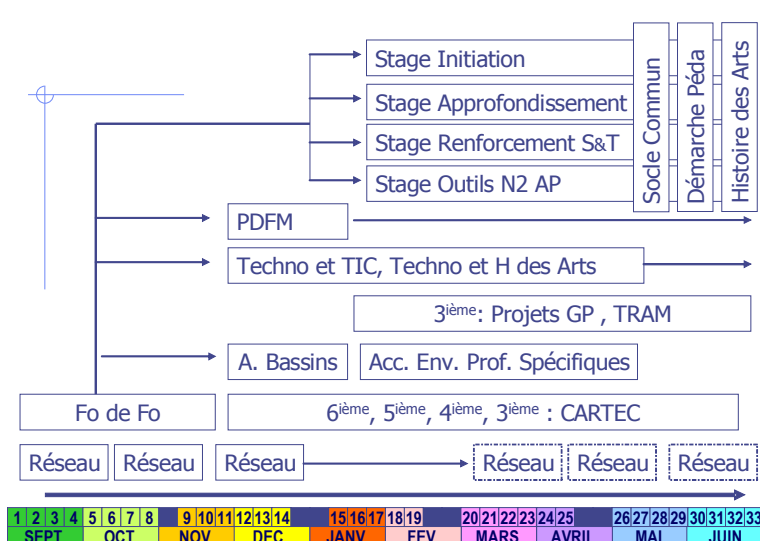 Stage Initiation
Stage Approfondissement
Stage Renforcement S&T
Stage Outils N2 AP
Socle Commun
Démarche Péda
Histoire des Arts
PDFM
Techno et TIC, Techno et H des Arts
3ième: Projets GP , TRAM
A. Bassins
Acc. Env. Prof. Spécifiques
Fo de Fo
6ième, 5ième, 4ième, 3ième : CARTEC
Réseau Réseau Réseau Réseau Réseau Réseau
1 2 3 4 5 6 7 8 9 10 11 12 13 14 15 16 17 18 19 20 21 22 23 24 25 26 27 28 29 30 31 32 33
SEPT OCT NOV DEC JANV FEV MARS AVRIL MAI JUIN